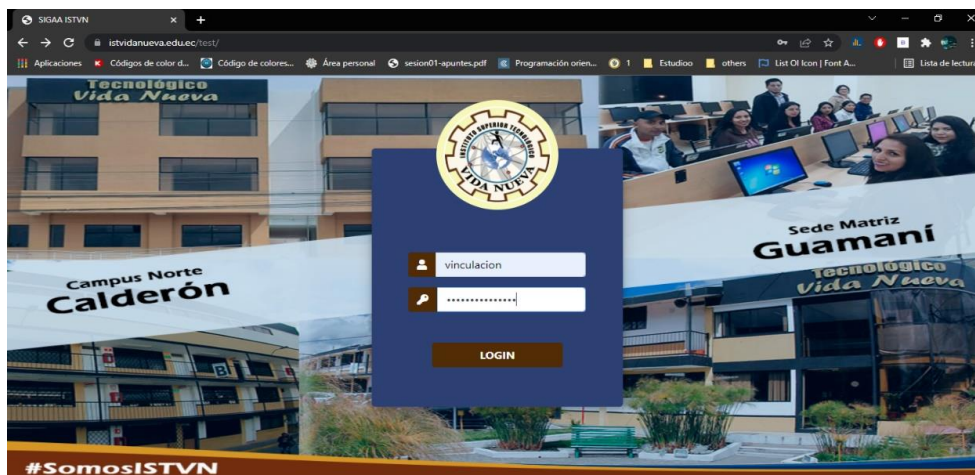 SIGAA ISTVN
istvidanueva.edu.ec/test/
Aplicaciones
Códigos de color d...
Código de colores...
Área personal
sesion01-apuntes.pdf
Programación orien...
1
Estudioo
others
List OI Icon | Font A...
Lista de lectura
Tecnológico
Vida Nueva
INSTITUTO SUPERIOR TECNOLÓGICO
VIDA NUEVA
Campus Norte
Calderón
Sede Matriz
Guamaní
Tecnológico
Vida Nueva
vinculacion
LOGIN
B
#SomosISTVN